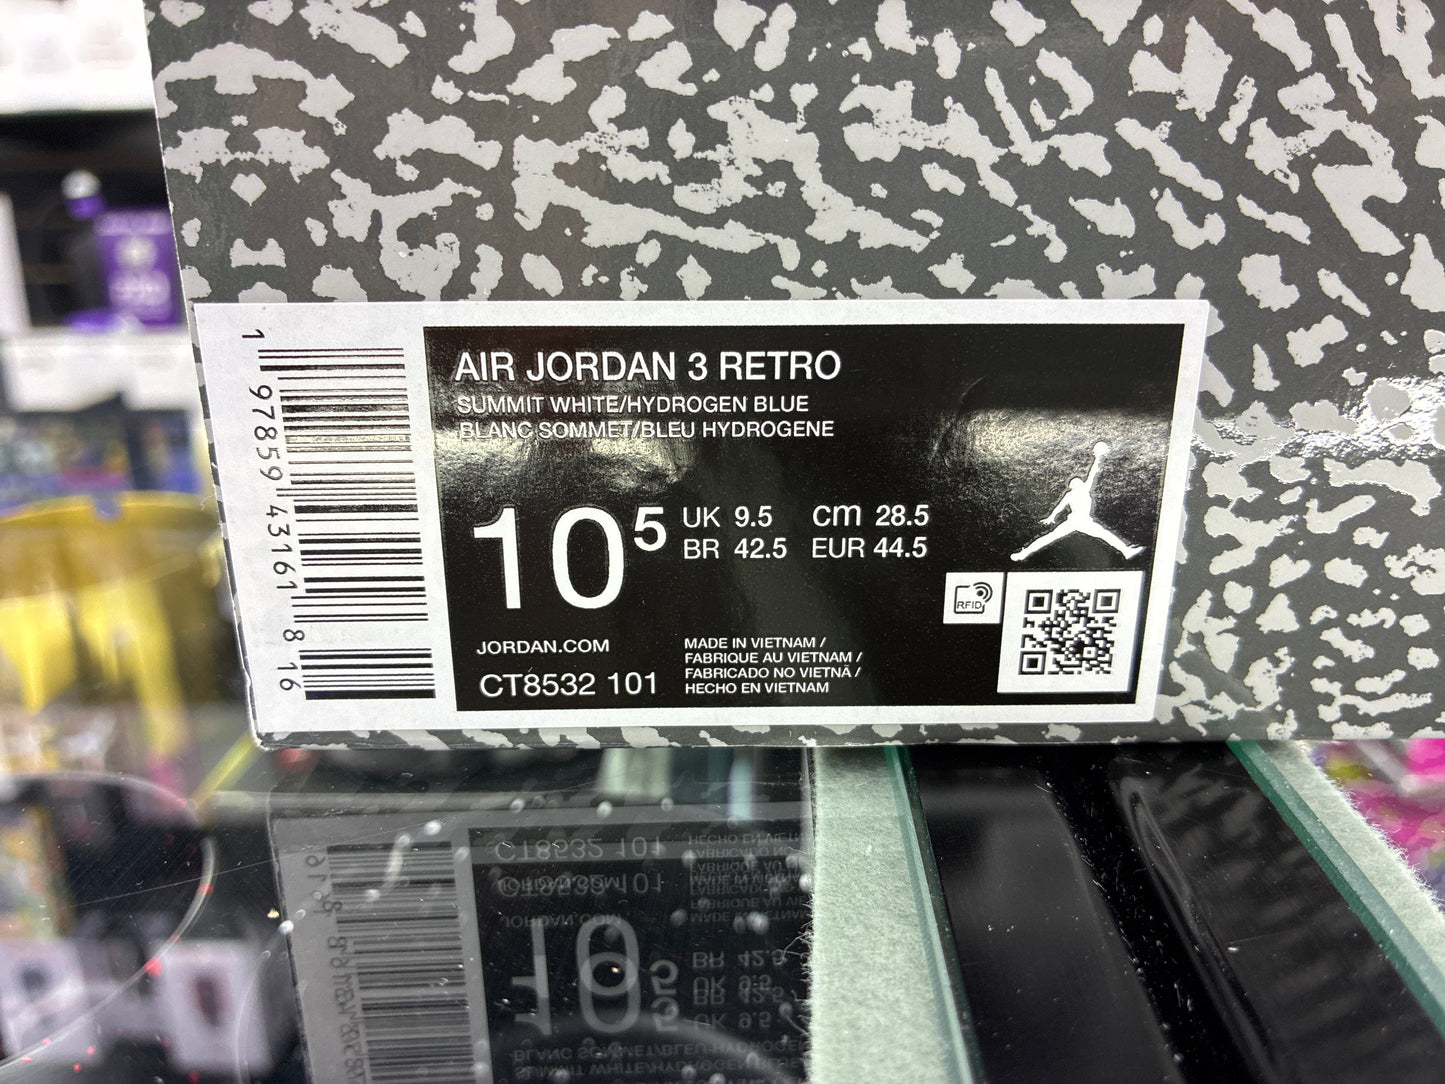 1 97859 43161 8 16
AIR JORDAN 3 RETRO
SUMMIT WHITE/HYDROGEN BLUE
BLANC SOMMET/BLEU HYDROGENE
10 5
UK 9.5 cm 28.5
BR 42.5 EUR 44.5
RFID
JORDAN.COM
CT8532 101
MADE IN VIETNAM /
FABRIQUE AU VIETNAM /
FABRICADO NO VIETNÃ /
HECHO EN VIETNAM